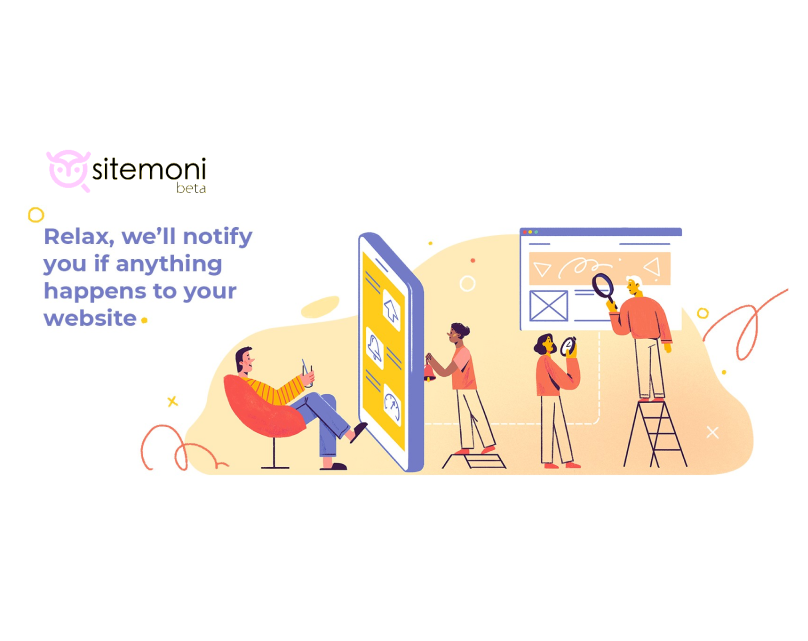 sitemoni
beta
Relax, we’ll notify
you if anything
happens to your
website